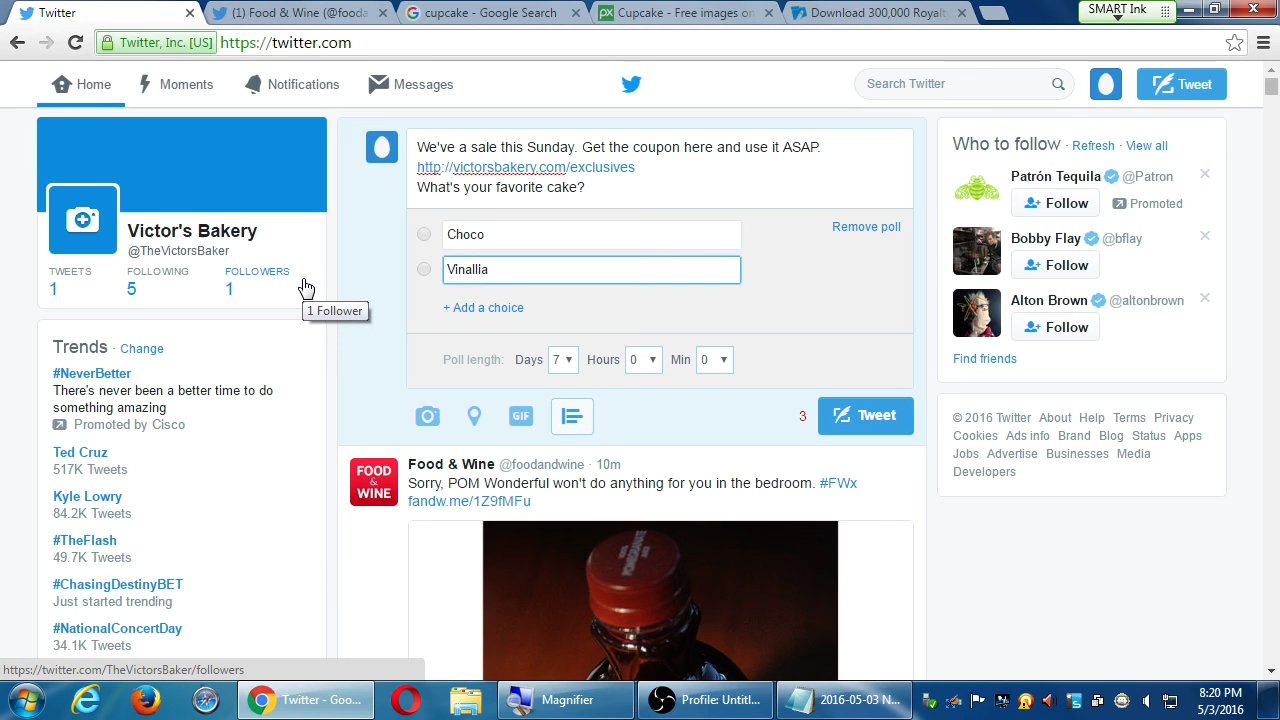 Twitter
(1) Food & Wine (@fooda
cupcake - Google Search
Cupcake - Free images on
Download 300,000 Royalt
SMART Ink
Twitter, Inc. [US] https://twitter.com
Home
Moments
Notifications
Messages
Search Twitter
Tweet
Victor's Bakery
@TheVictorsBaker
TWEETS FOLLOWING FOLLOWERS
1 5 1
1 Follower
Trends · Change
#NeverBetter
There's never been a better time to do
something amazing
Promoted by Cisco
Ted Cruz
517K Tweets
Kyle Lowry
84.2K Tweets
#TheFlash
49.7K Tweets
#ChasingDestinyBET
Just started trending
#NationalConcertDay
34.1K Tweets
We've a sale this Sunday. Get the coupon here and use it ASAP.
http://victorsbakery.com/exclusives
What's your favorite cake?
Choco
Remove poll
Vinallia
+ Add a choice
Poll length: Days 7 Hours 0 Min 0
GIF
3
Tweet
FOOD
&
WINE
Food & Wine @foodandwine · 10m
Sorry, POM Wonderful won't do anything for you in the bedroom. #FWx
fandw.me/1Z9fMFu
Who to follow · Refresh · View all
Patrón Tequila @Patron
Follow
Promoted
Bobby Flay @bflay
Follow
Alton Brown @altonbrown
Follow
Find friends
© 2016 Twitter About Help Terms Privacy
Cookies Ads info Brand Blog Status Apps
Jobs Advertise Businesses Media
Developers
https://twitter.com/TheVictorsBaker/followers
Twitter - Goo...
Magnifier
Profile: Untitl...
2016-05-03 N...
8:20 PM
5/3/2016